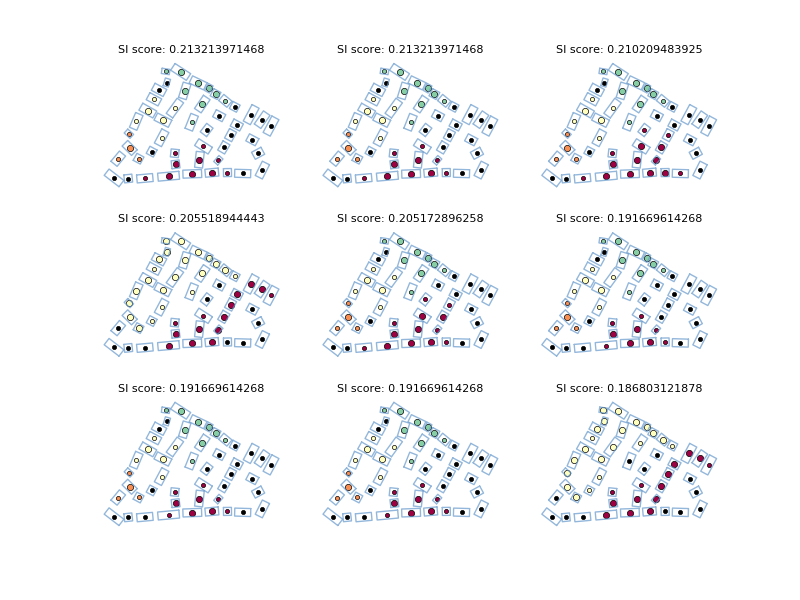 SI score: 0.213213971468
SI score: 0.213213971468
SI score: 0.210209483925
SI score: 0.205518944443
SI score: 0.205172896258
SI score: 0.191669614268
SI score: 0.191669614268
SI score: 0.191669614268
SI score: 0.186803121878